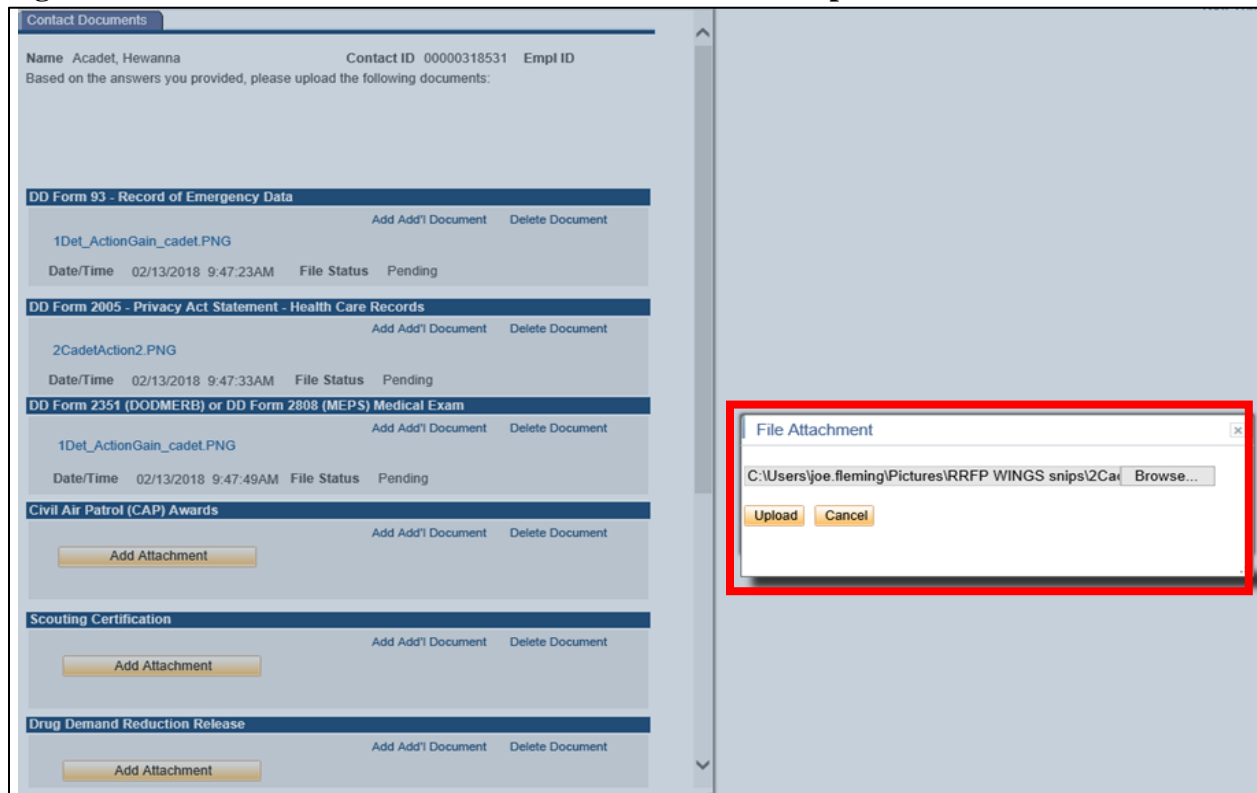 Contact Documents
Name Acadet, Hewanna Contact ID 00000318531 Empl ID
Based on the answers you provided, please upload the following documents:
DD Form 93 - Record of Emergency Data
Add Add'l Document Delete Document
1Det_ActionGain_cadet.PNG
Date/Time 02/13/2018 9:47:23AM File Status Pending
DD Form 2005 - Privacy Act Statement - Health Care Records
Add Add'l Document Delete Document
2CadetAction2.PNG
Date/Time 02/13/2018 9:47:33AM File Status Pending
DD Form 2351 (DODMERB) or DD Form 2808 (MEPS) Medical Exam
Add Add'l Document Delete Document
1Det_ActionGain_cadet.PNG
Date/Time 02/13/2018 9:47:49AM File Status Pending
Civil Air Patrol (CAP) Awards
Add Add'l Document Delete Document
Add Attachment
Scouting Certification
Add Add'l Document Delete Document
Add Attachment
Drug Demand Reduction Release
Add Add'l Document Delete Document
Add Attachment
File Attachment
C:\Users\joe.fleming\Pictures\RRFP WINGS snips\2Ca Browse...
Upload Cancel